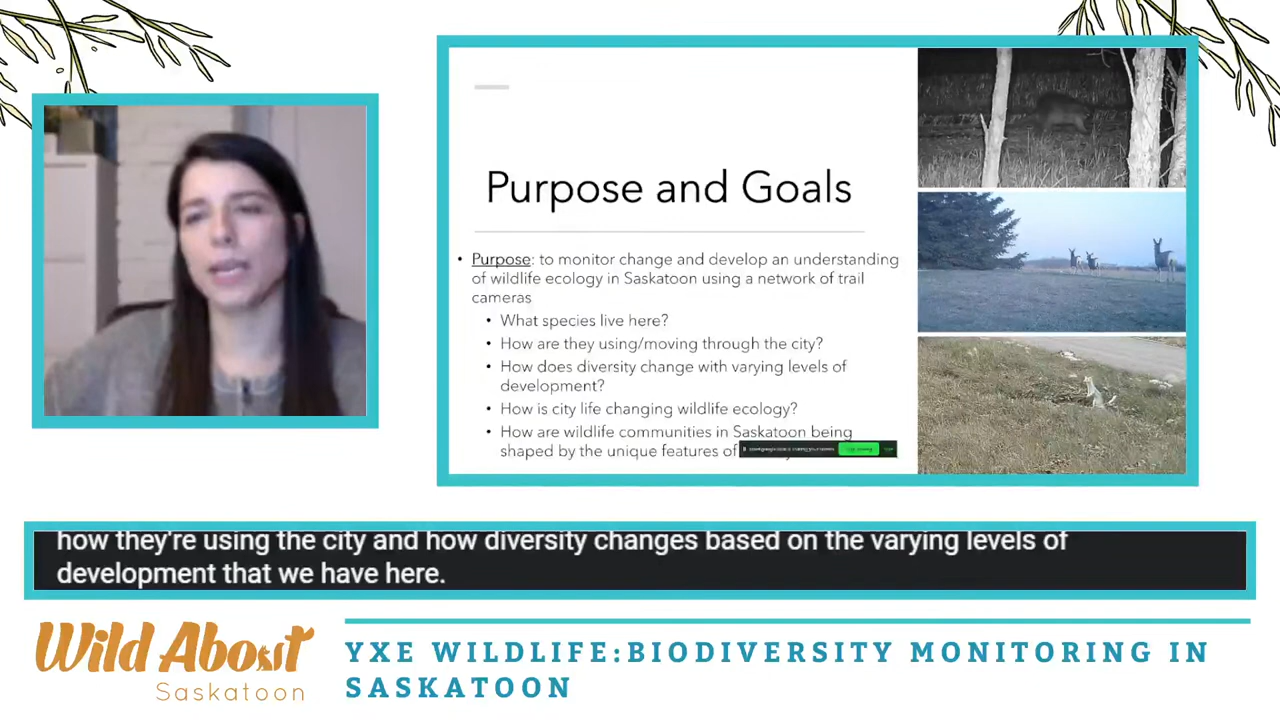 Purpose and Goals
• Purpose: to monitor change and develop an understanding
of wildlife ecology in Saskatoon using a network of trail
cameras
• What species live here?
• How are they using/moving through the city?
• How does diversity change with varying levels of
development?
• How is city life changing wildlife ecology?
• How are wildlife communities in Saskatoon being
shaped by the unique features of
how they're using the city and how diversity changes based on the varying levels of
development that we have here.
Wild About
Saskatoon
YXE WILDLIFE:BIODIVERSITY MONITORING IN
SASKATOON